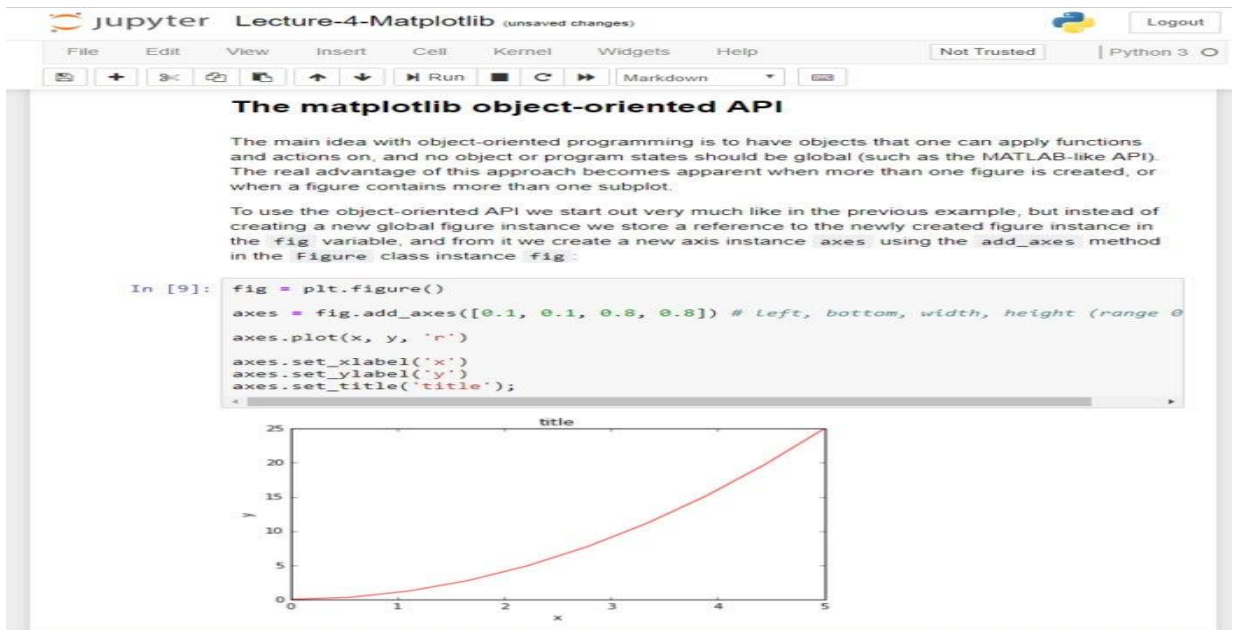 jupyter Lecture-4-Matplotlib (unsaved changes) Logout
File Edit View Insert Cell Kernel Widgets Help Not Trusted Python 3
Run Markdown
The matplotlib object-oriented API
The main idea with object-oriented programming is to have objects that one can apply functions
and actions on, and no object or program states should be global (such as the MATLAB-like API).
The real advantage of this approach becomes apparent when more than one figure is created, or
when a figure contains more than one subplot.
To use the object-oriented API we start out very much like in the previous example, but instead of
creating a new global figure instance we store a reference to the newly created figure instance in
the fig variable, and from it we create a new axis instance axes using the add_axes method
in the Figure class instance fig :
In [9]: fig = plt.figure()
axes = fig.add_axes([0.1, 0.1, 0.8, 0.8]) # left, bottom, width, height (range 0
axes.plot(x, y, 'r')
axes.set_xlabel('x')
axes.set_ylabel('y')
axes.set_title('title');
title
25
20
15
y
10
5
0
0 1 2 3 4 5
x